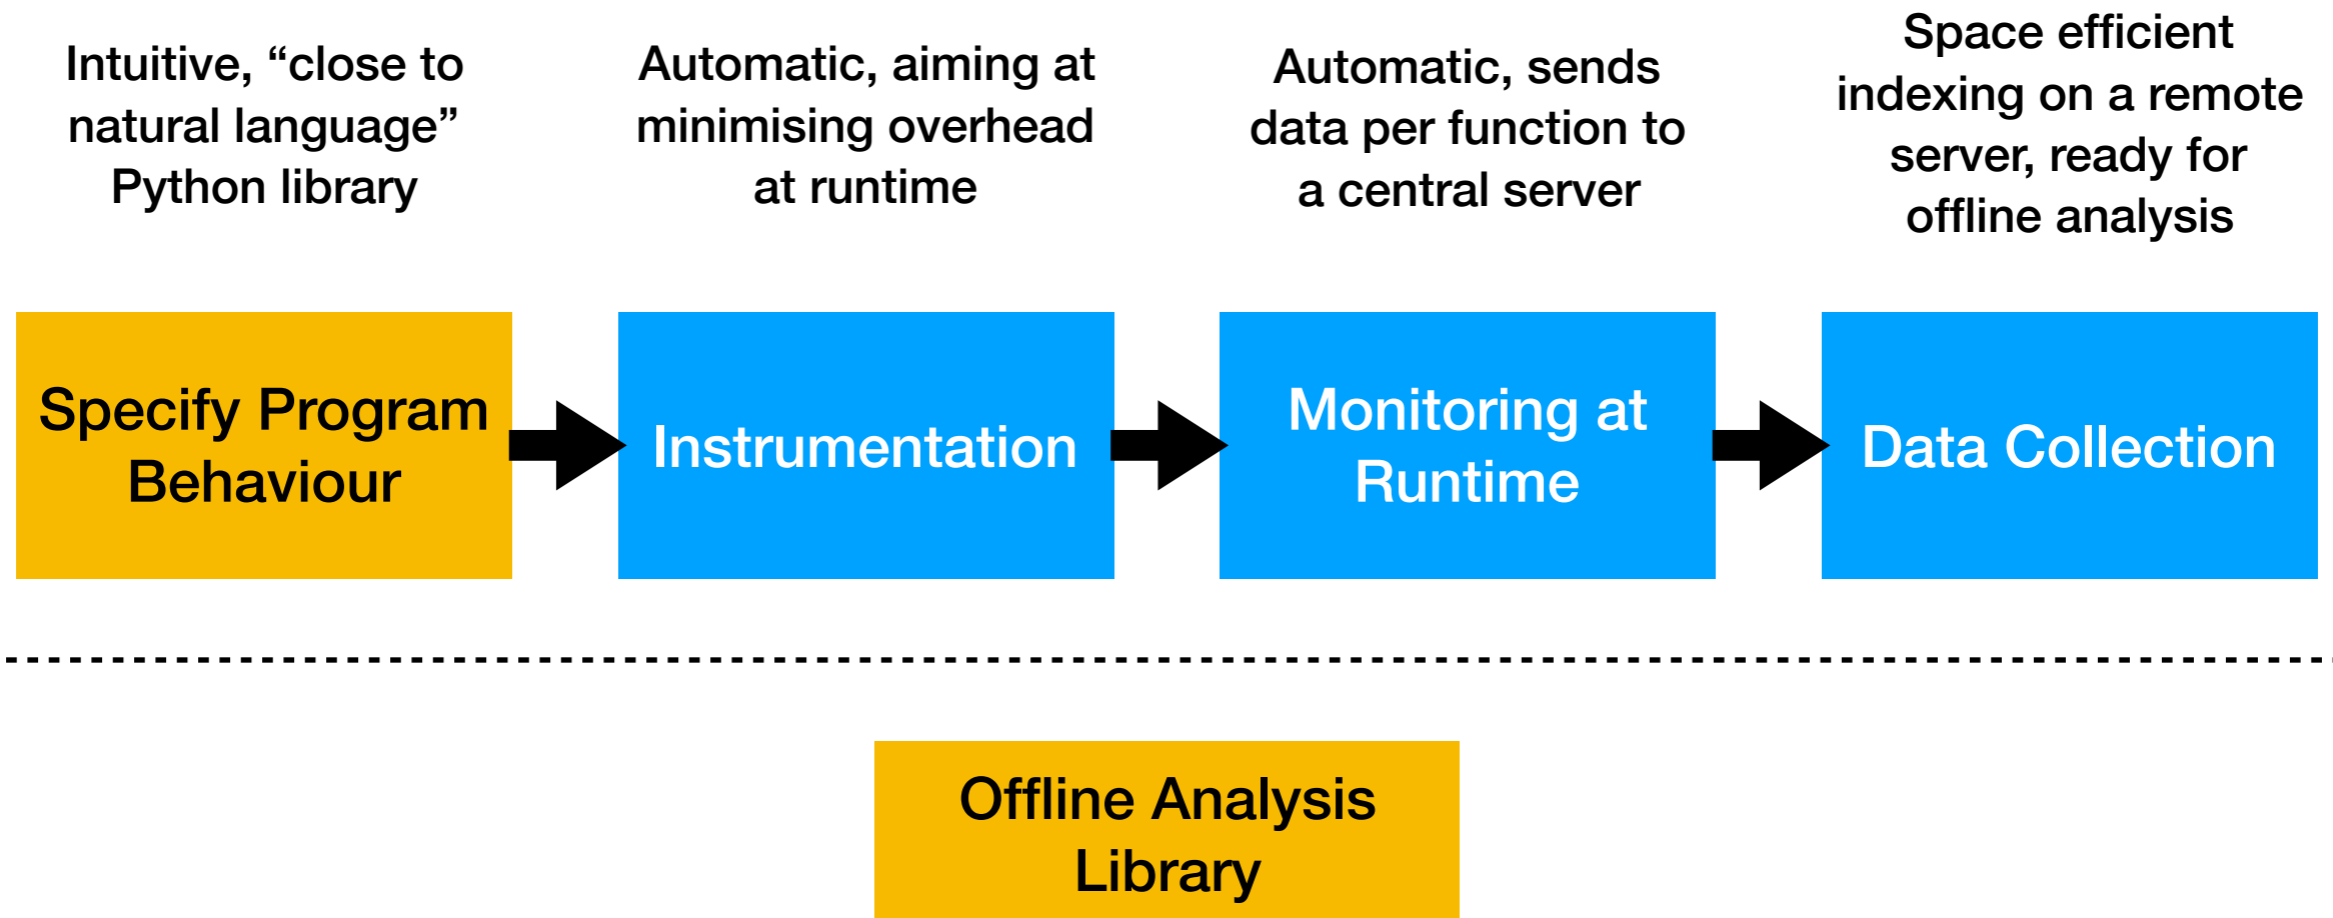 Intuitive, “close to
natural language”
Python library
Automatic, aiming at
minimising overhead
at runtime
Automatic, sends
data per function to
a central server
Space efficient
indexing on a remote
server, ready for
offline analysis
Specify Program
Behaviour
Instrumentation
Monitoring at
Runtime
Data Collection
Offline Analysis
Library